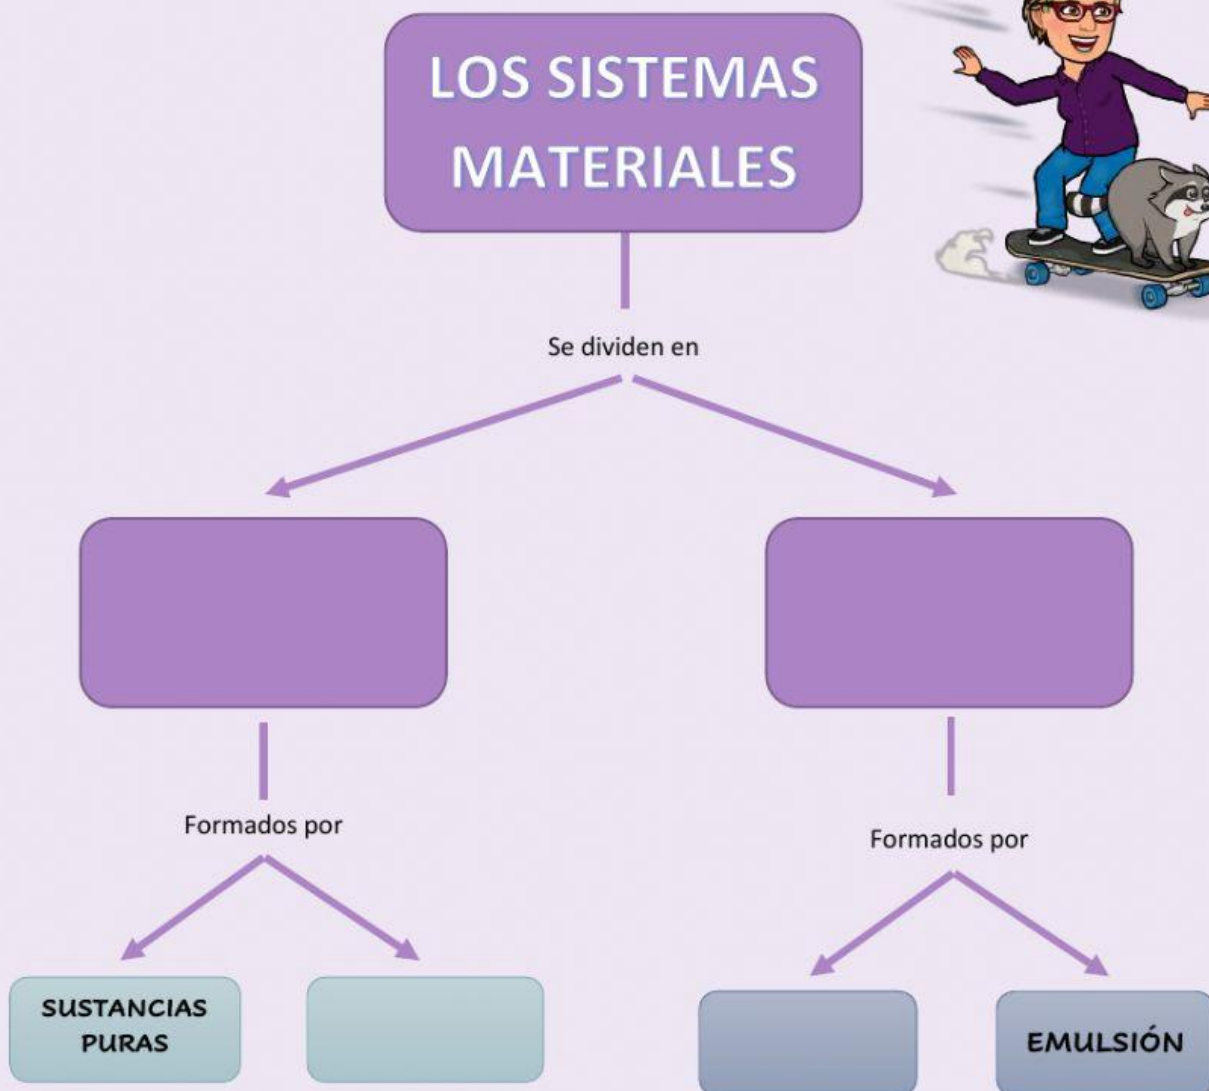 LOS SISTEMAS
MATERIALES
Se dividen en
Formados por
Formados por
SUSTANCIAS
PURAS
EMULSIÓN